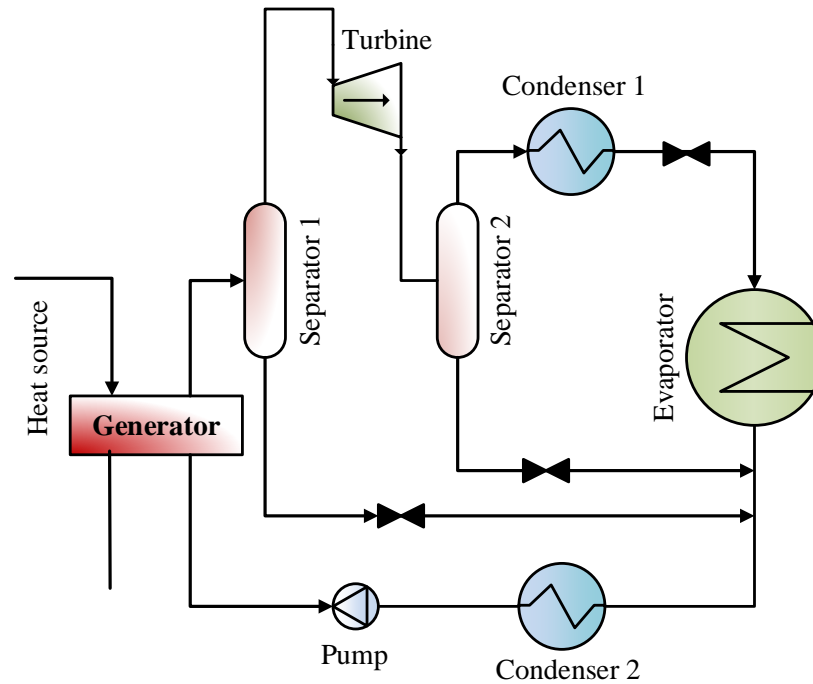 Turbine
Condenser 1
Separator 1
Separator 2
Heat source
Evaporator
Generator
Pump
Condenser 2